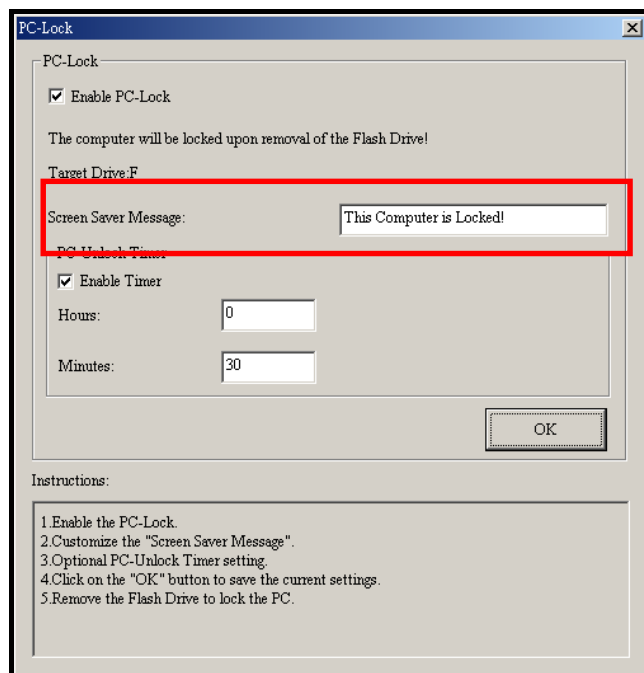 PC-Lock
PC-Lock
Enable PC-Lock
The computer will be locked upon removal of the Flash Drive!
Target Drive:F
Screen Saver Message: This Computer is Locked!
PC-Unlock Timer
Enable Timer
Hours: 0
Minutes: 30
OK
Instructions:
1.Enable the PC-Lock.
2.Customize the "Screen Saver Message".
3.Optional PC-Unlock Timer setting.
4.Click on the "OK" button to save the current settings.
5.Remove the Flash Drive to lock the PC.